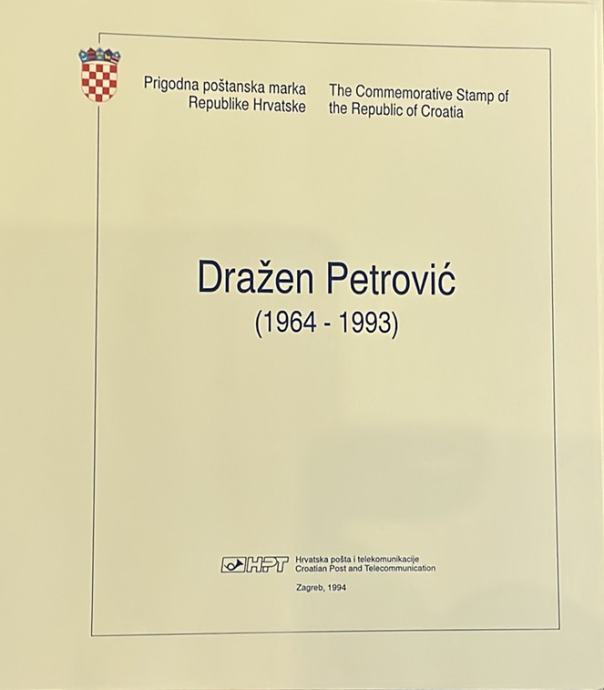 Prigodna poštanska marka
Republike Hrvatske
The Commemorative Stamp of
the Republic of Croatia
Dražen Petrović
(1964 - 1993)
HPT
Hrvatska pošta i telekomunikacije
Croatian Post and Telecommunication
Zagreb, 1994